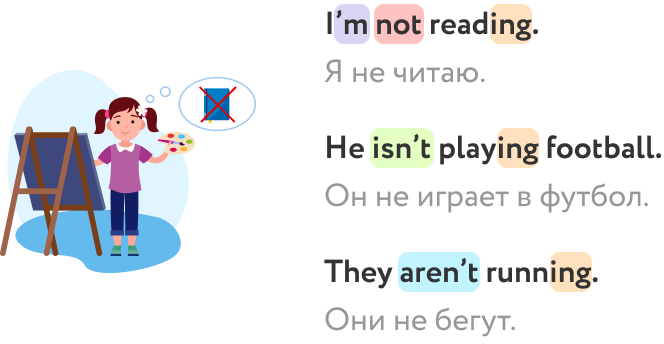 I'm not reading.
Я не читаю.
He isn't playing football.
Он не играет в футбол.
They aren't running.
Они не бегут.